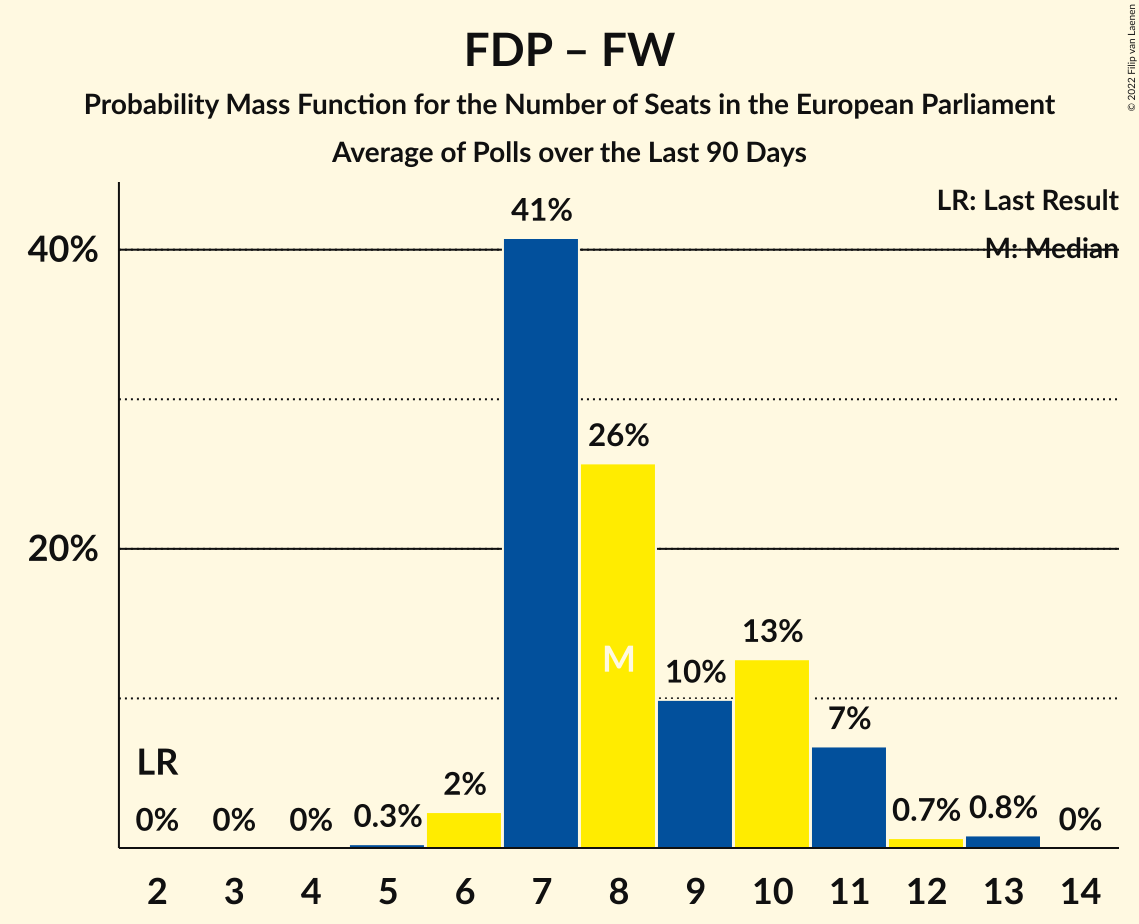 FDP – FW
Probability Mass Function for the Number of Seats in the European Parliament
Average of Polls over the Last 90 Days
© 2022 Filip van Laenen
LR: Last Result
M: Median
40%
20%
41%
26%
M
10%
13%
7%
LR
0%
0%
0%
0.3%
2%
0.7%
0.8%
0%
2 3 4 5 6 7 8 9 10 11 12 13 14